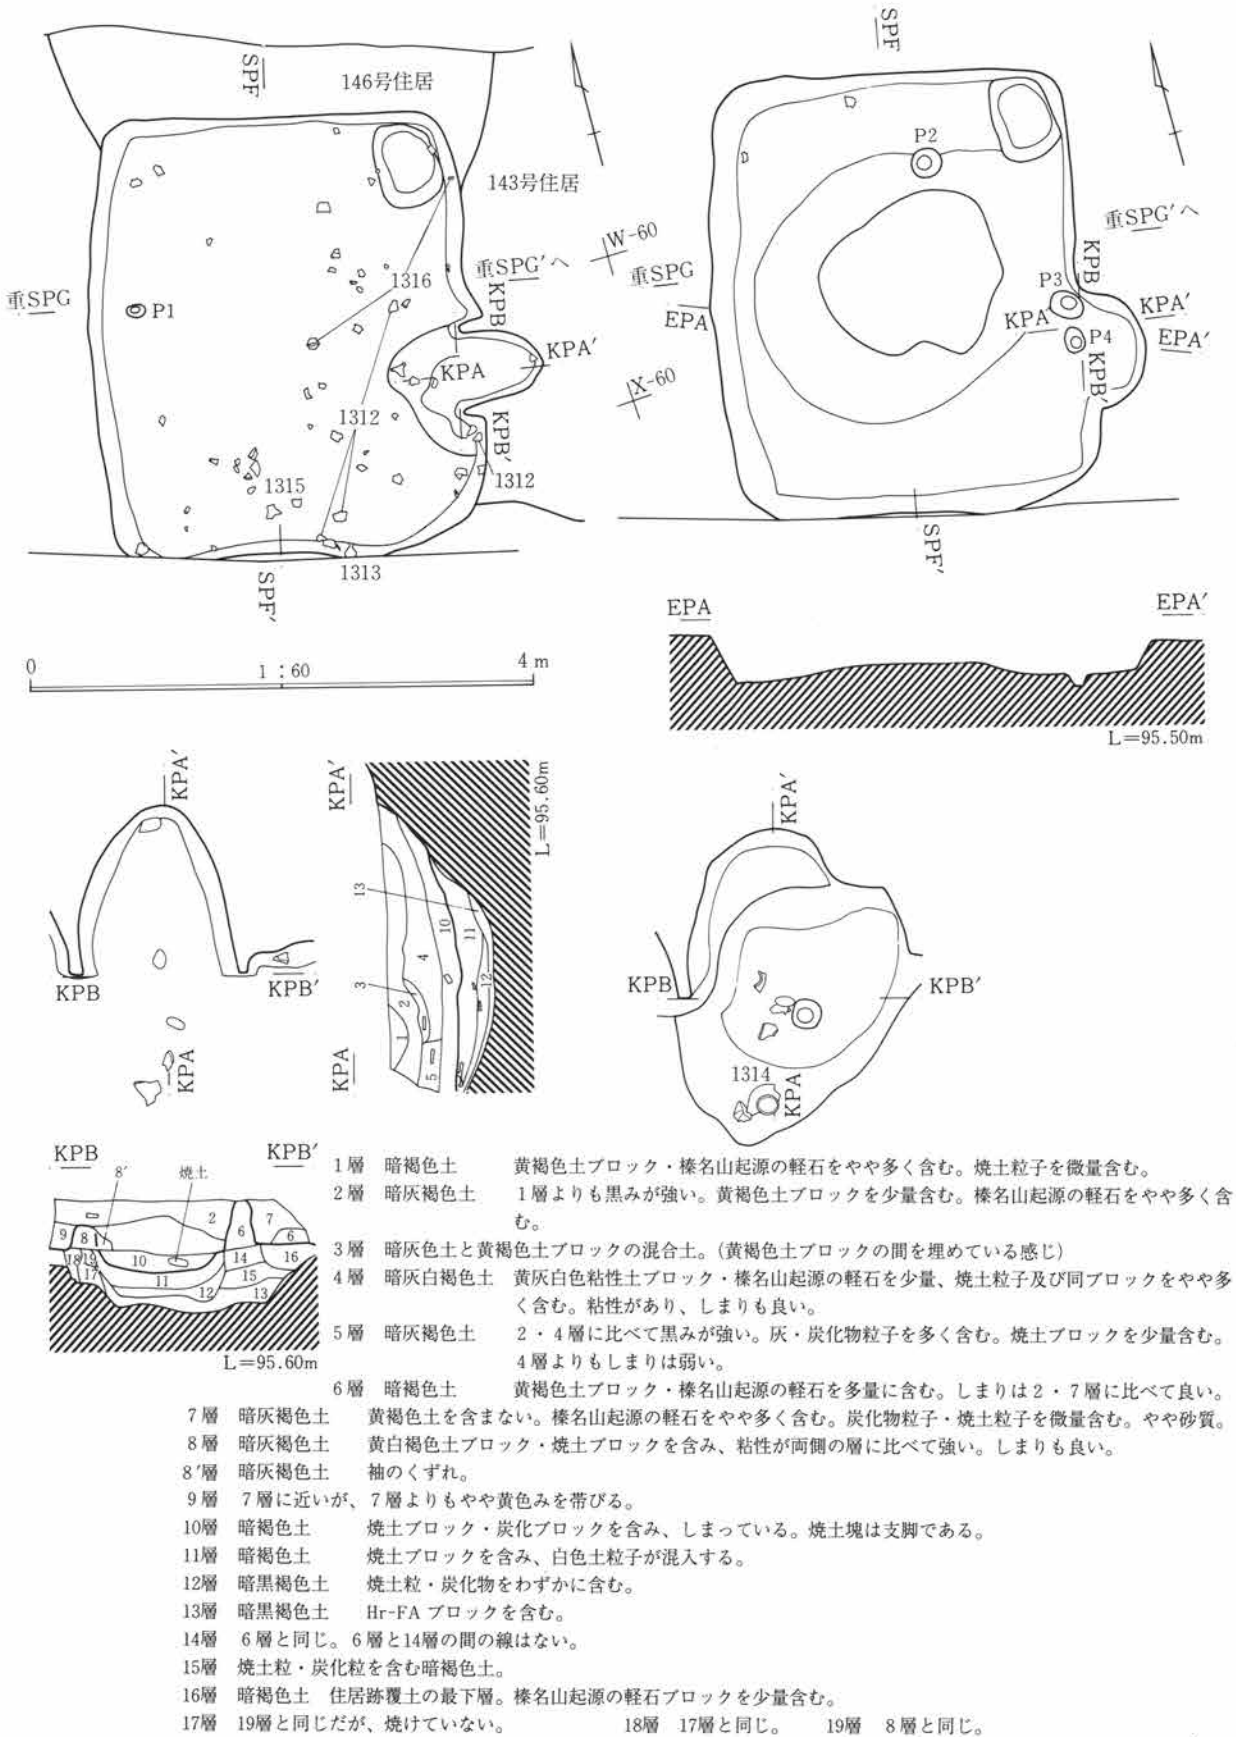 SPF
146号住居
143号住居
重SPG
重SPG′へ
P1
1316
KPB
KPA
KPA′
1312
KPB′
1312
1315
1313
SPF′
SPF
P2
W-60
重SPG
重SPG′へ
EPA
KPB
P3
KPA
KPA′
P4
EPA′
KPB′
X-60
SPF′
0 1:60 4m
EPA EPA′
L=95.50m
KPA′
KPB KPB′
KPA
KPA′
L=95.60m
13
10
11
4
12
3
2
1
5
KPA
KPA′
KPB KPB′
1314
KPA
KPB KPB′
8′ 焼土
2 7
9 8 6 6
18 19 10 14 16
17 11 15
12 13
L=95.60m
1層 暗褐色土 黄褐色土ブロック・榛名山起源の軽石をやや多く含む。焼土粒子を微量含む。
2層 暗灰褐色土 1層よりも黒みが強い。黄褐色土ブロックを少量含む。榛名山起源の軽石をやや多く含
む。
3層 暗灰色土と黄褐色土ブロックの混合土。(黄褐色土ブロックの間を埋めている感じ)
4層 暗灰白褐色土 黄灰白色粘性土ブロック・榛名山起源の軽石を少量、焼土粒子及び同ブロックをやや多
く含む。粘性があり、しまりも良い。
5層 暗灰褐色土 2・4層に比べて黒みが強い。灰・炭化物粒子を多く含む。焼土ブロックを少量含む。
4層よりもしまりは弱い。
6層 暗褐色土 黄褐色土ブロック・榛名山起源の軽石を多量に含む。しまりは2・7層に比べて良い。
7層 暗灰褐色土 黄褐色土を含まない。榛名山起源の軽石をやや多く含む。炭化物粒子・焼土粒子を微量含む。やや砂質。
8層 暗灰褐色土 黄白褐色土ブロック・焼土ブロックを含み、粘性が両側の層に比べて強い。しまりも良い。
8′層 暗灰褐色土 袖のくずれ。
9層 7層に近いが、7層よりもやや黄色みを帯びる。
10層 暗褐色土 焼土ブロック・炭化ブロックを含み、しまっている。焼土塊は支脚である。
11層 暗褐色土 焼土ブロックを含み、白色土粒子が混入する。
12層 暗黒褐色土 焼土粒・炭化物をわずかに含む。
13層 暗黒褐色土 Hr-FA ブロックを含む。
14層 6層と同じ。6層と14層の間の線はない。
15層 焼土粒・炭化粒を含む暗褐色土。
16層 暗褐色土 住居跡覆土の最下層。榛名山起源の軽石ブロックを少量含む。
17層 19層と同じだが、焼けていない。 18層 17層と同じ。 19層 8層と同じ。